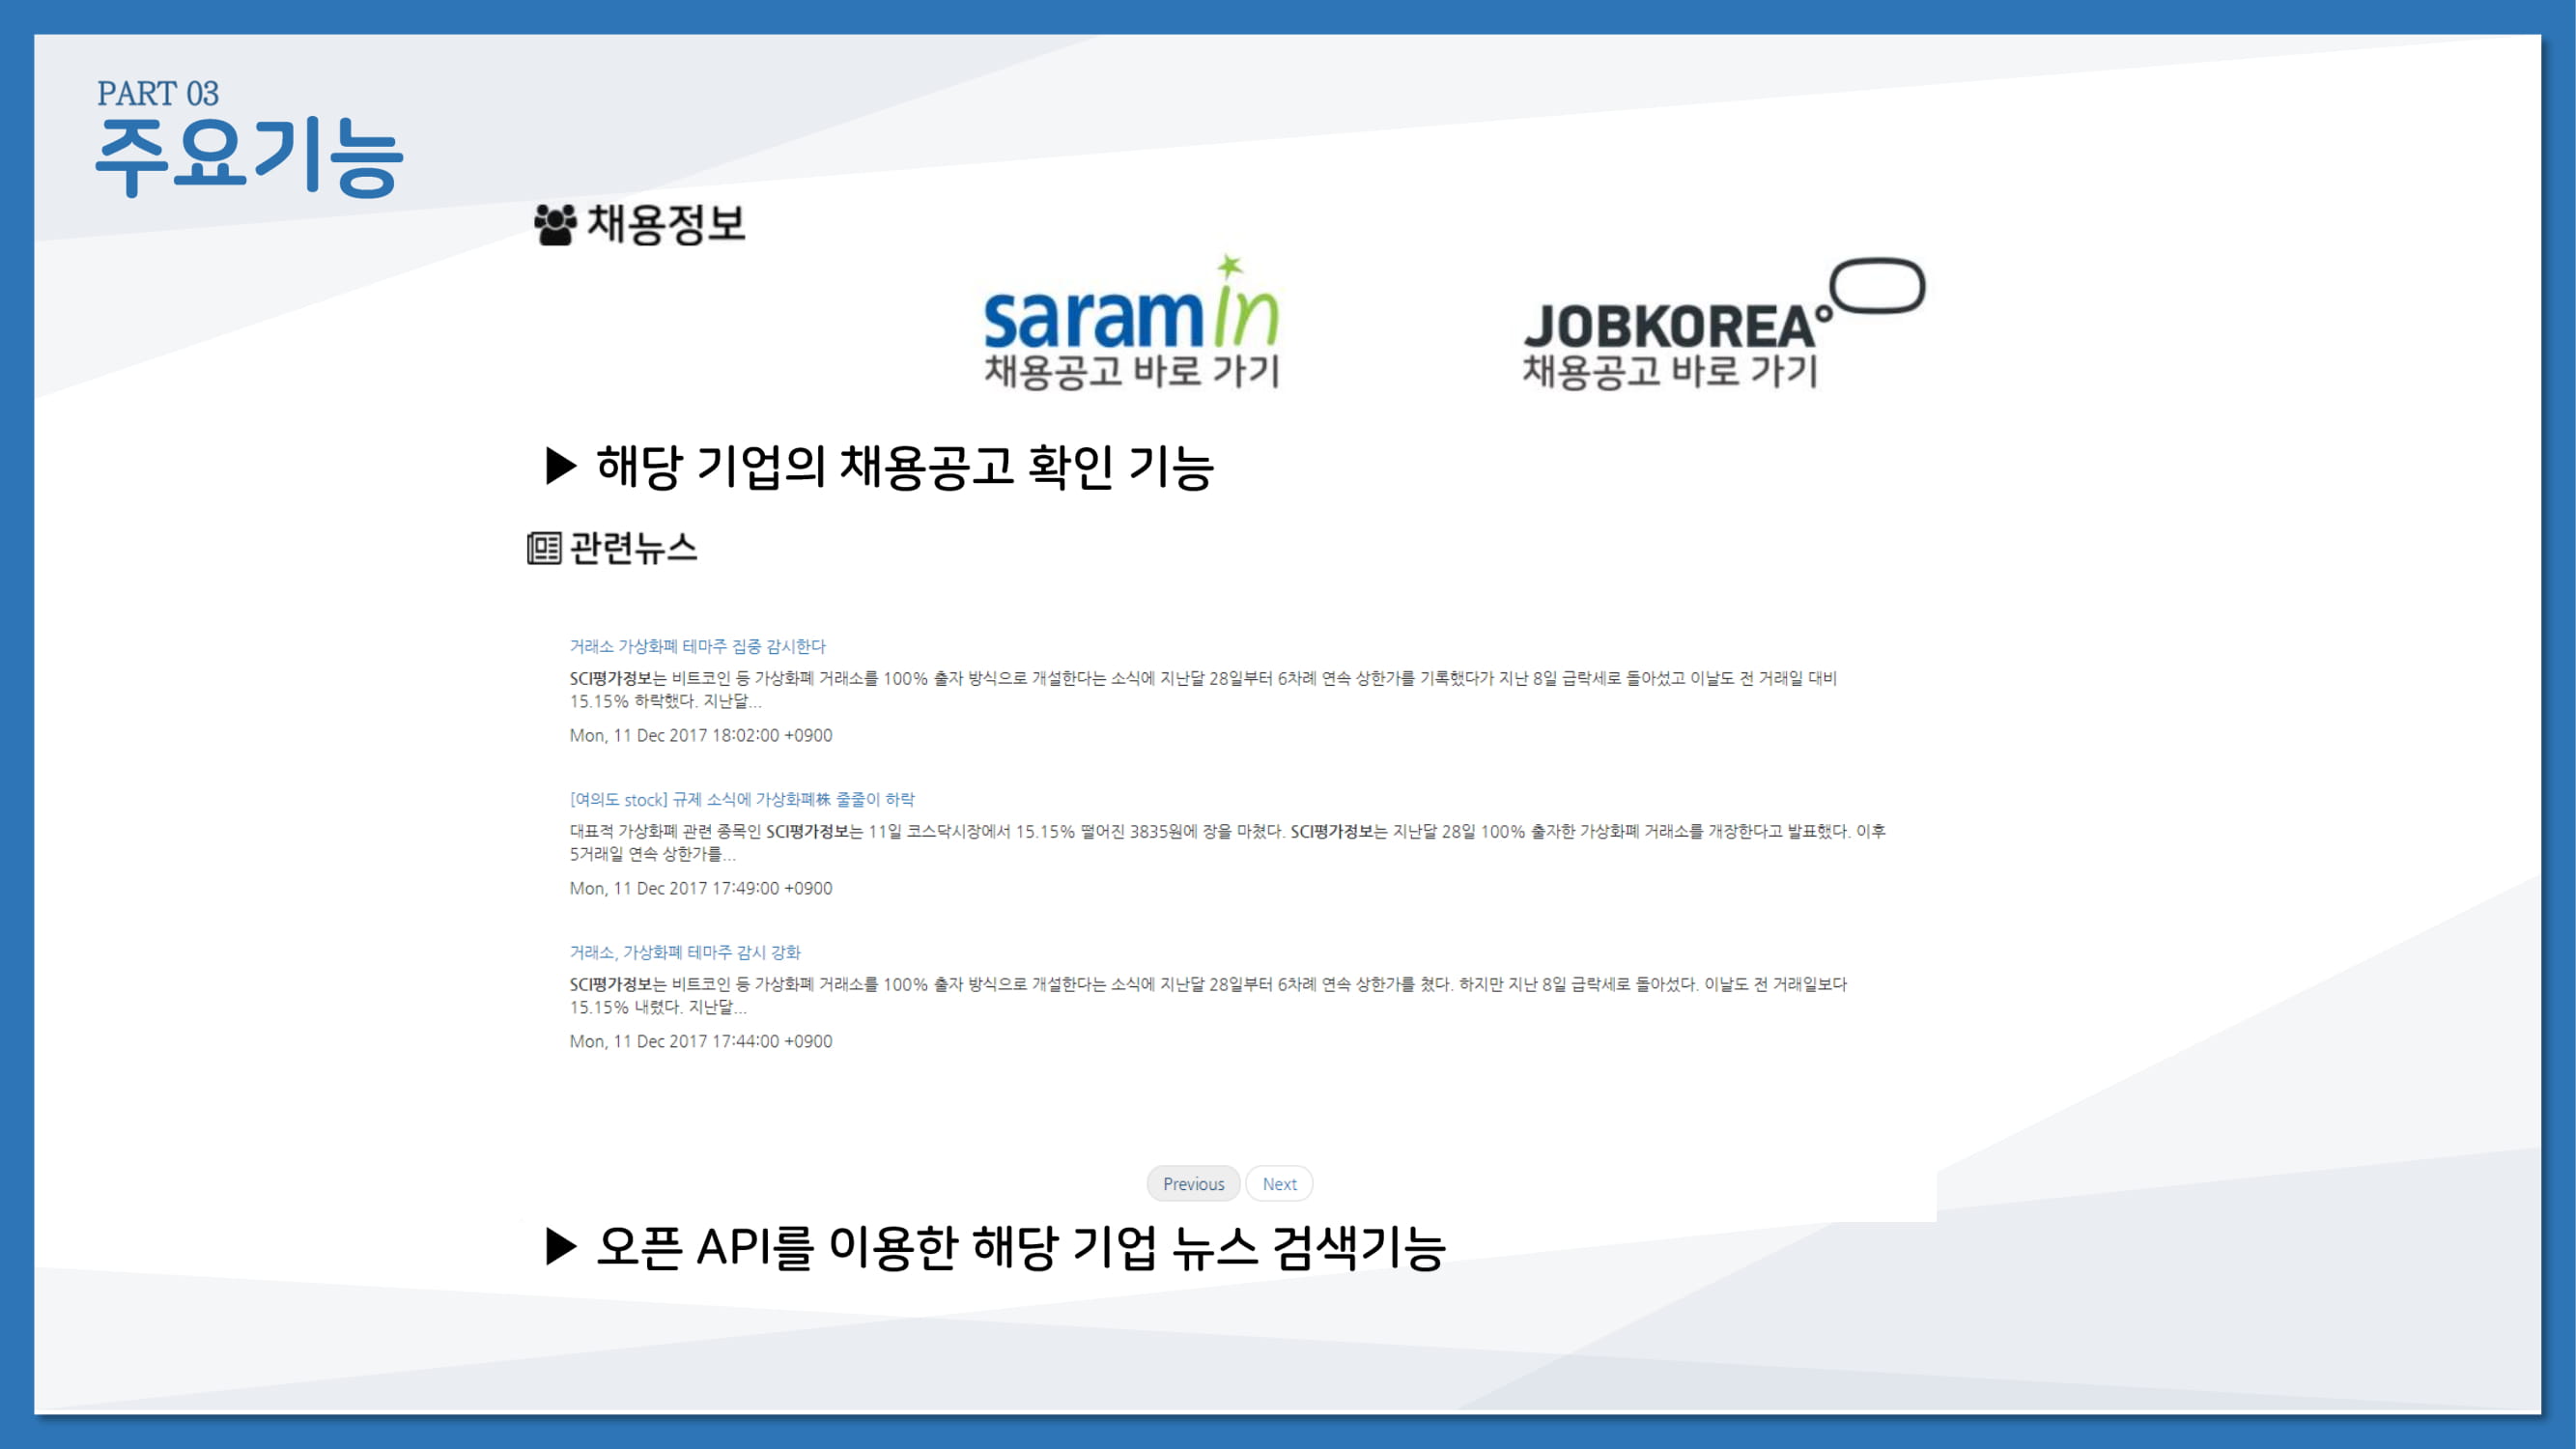 PART 03
주요기능
채용정보
saramin
JOBKOREA
채용공고 바로 가기
채용공고 바로 가기
▶ 해당 기업의 채용공고 확인 기능
관련뉴스
거래소 가상화폐 테마주 집중 감시한다
SCI평가정보는 비트코인 등 가상화폐 거래소를 100% 출자 방식으로 개설한다는 소식에 지난달 28일부터 6차례 연속 상한가를 기록했다가 지난 8일 급락세로 돌아섰고 이날도 전 거래일 대비
15.15% 하락했다. 지난달...
Mon, 11 Dec 2017 18:02:00 +0900
[여의도 stock] 규제 소식에 가상화폐株 줄줄이 하락
대표적 가상화폐 관련 종목인 SCI평가정보는 11일 코스닥시장에서 15.15% 떨어진 3835원에 장을 마쳤다. SCI평가정보는 지난달 28일 100% 출자한 가상화폐 거래소를 개장한다고 발표했다. 이후
5거래일 연속 상한가를...
Mon, 11 Dec 2017 17:49:00 +0900
거래소, 가상화폐 테마주 감시 강화
SCI평가정보는 비트코인 등 가상화폐 거래소를 100% 출자 방식으로 개설한다는 소식에 지난달 28일부터 6차례 연속 상한가를 쳤다. 하지만 지난 8일 급락세로 돌아섰다. 이날도 전 거래일보다
15.15% 내렸다. 지난달...
Mon, 11 Dec 2017 17:44:00 +0900
Previous Next
▶ 오픈 API를 이용한 해당 기업 뉴스 검색기능